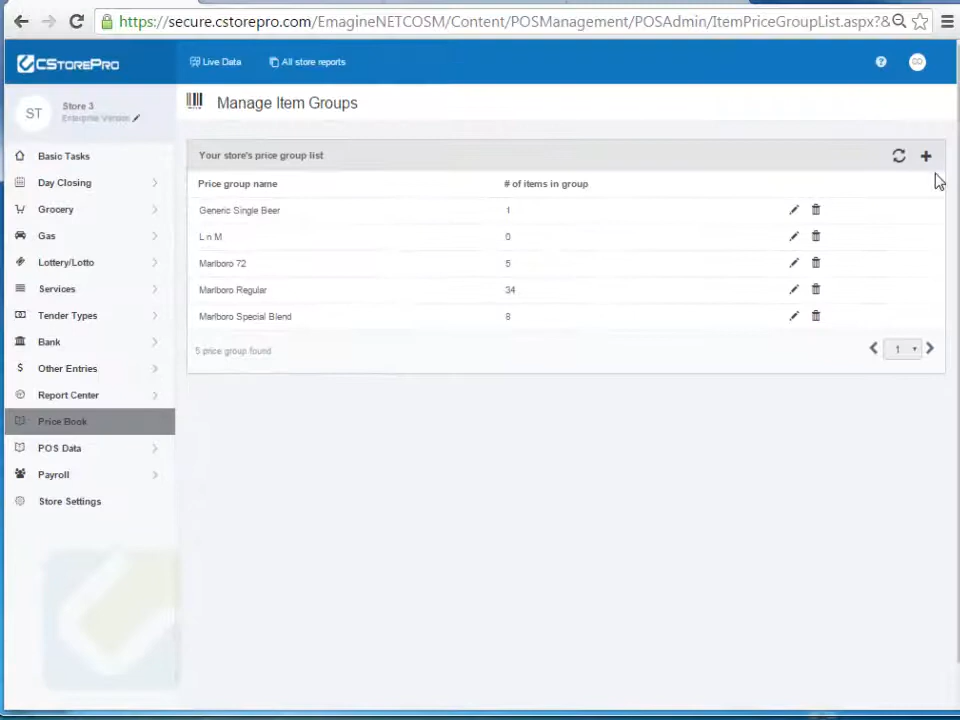 https://secure.cstorepro.com/EmagineNETCOSM/Content/POSManagement/POSAdmin/ItemPriceGroupList.aspx?&
CSTOREPRO
Live Data
All store reports
?
CO
ST
Store 3
Enterprise Version
Manage Item Groups
Basic Tasks
Day Closing
Grocery
Gas
Lottery/Lotto
Services
Tender Types
Bank
Other Entries
Report Center
Price Book
POS Data
Payroll
Store Settings
Your store's price group list
Price group name # of items in group
Generic Single Beer 1
L n M 0
Marlboro 72 5
Marlboro Regular 34
Marlboro Special Blend 8
5 price group found
1